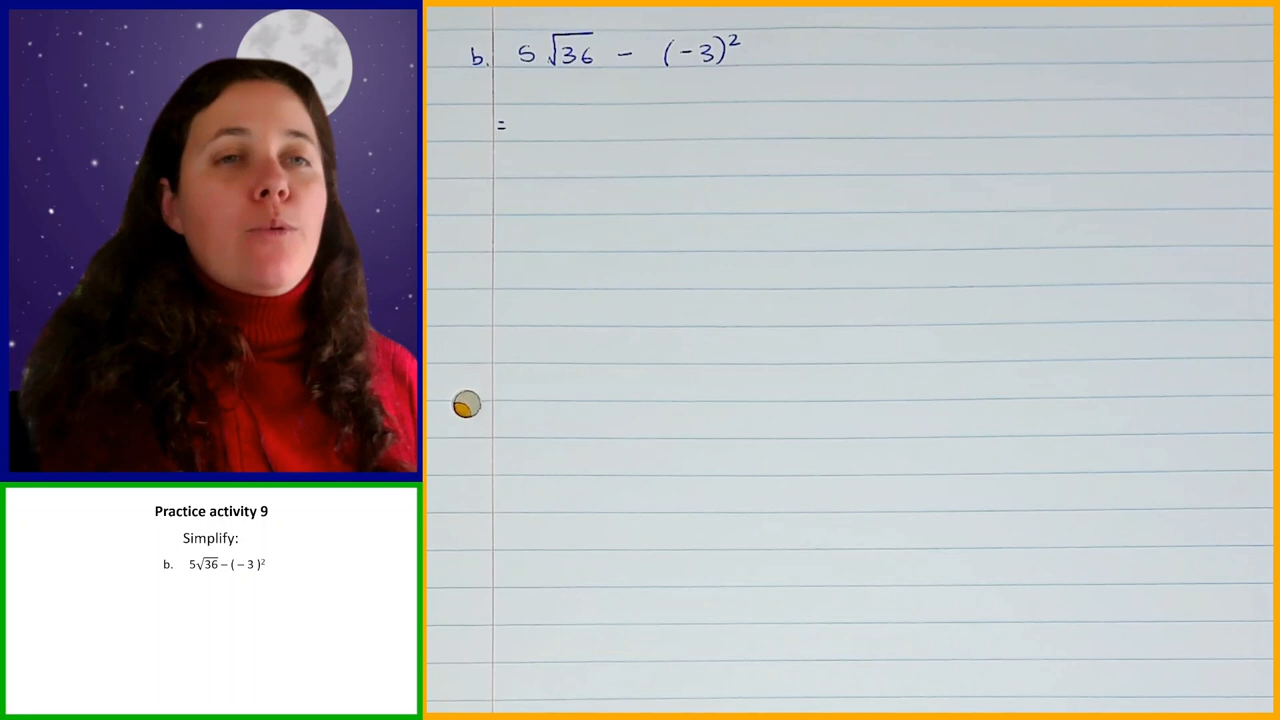 b. 5√36 - (-3)²
=
Practice activity 9
Simplify:
b. 5√36 – ( – 3 )²